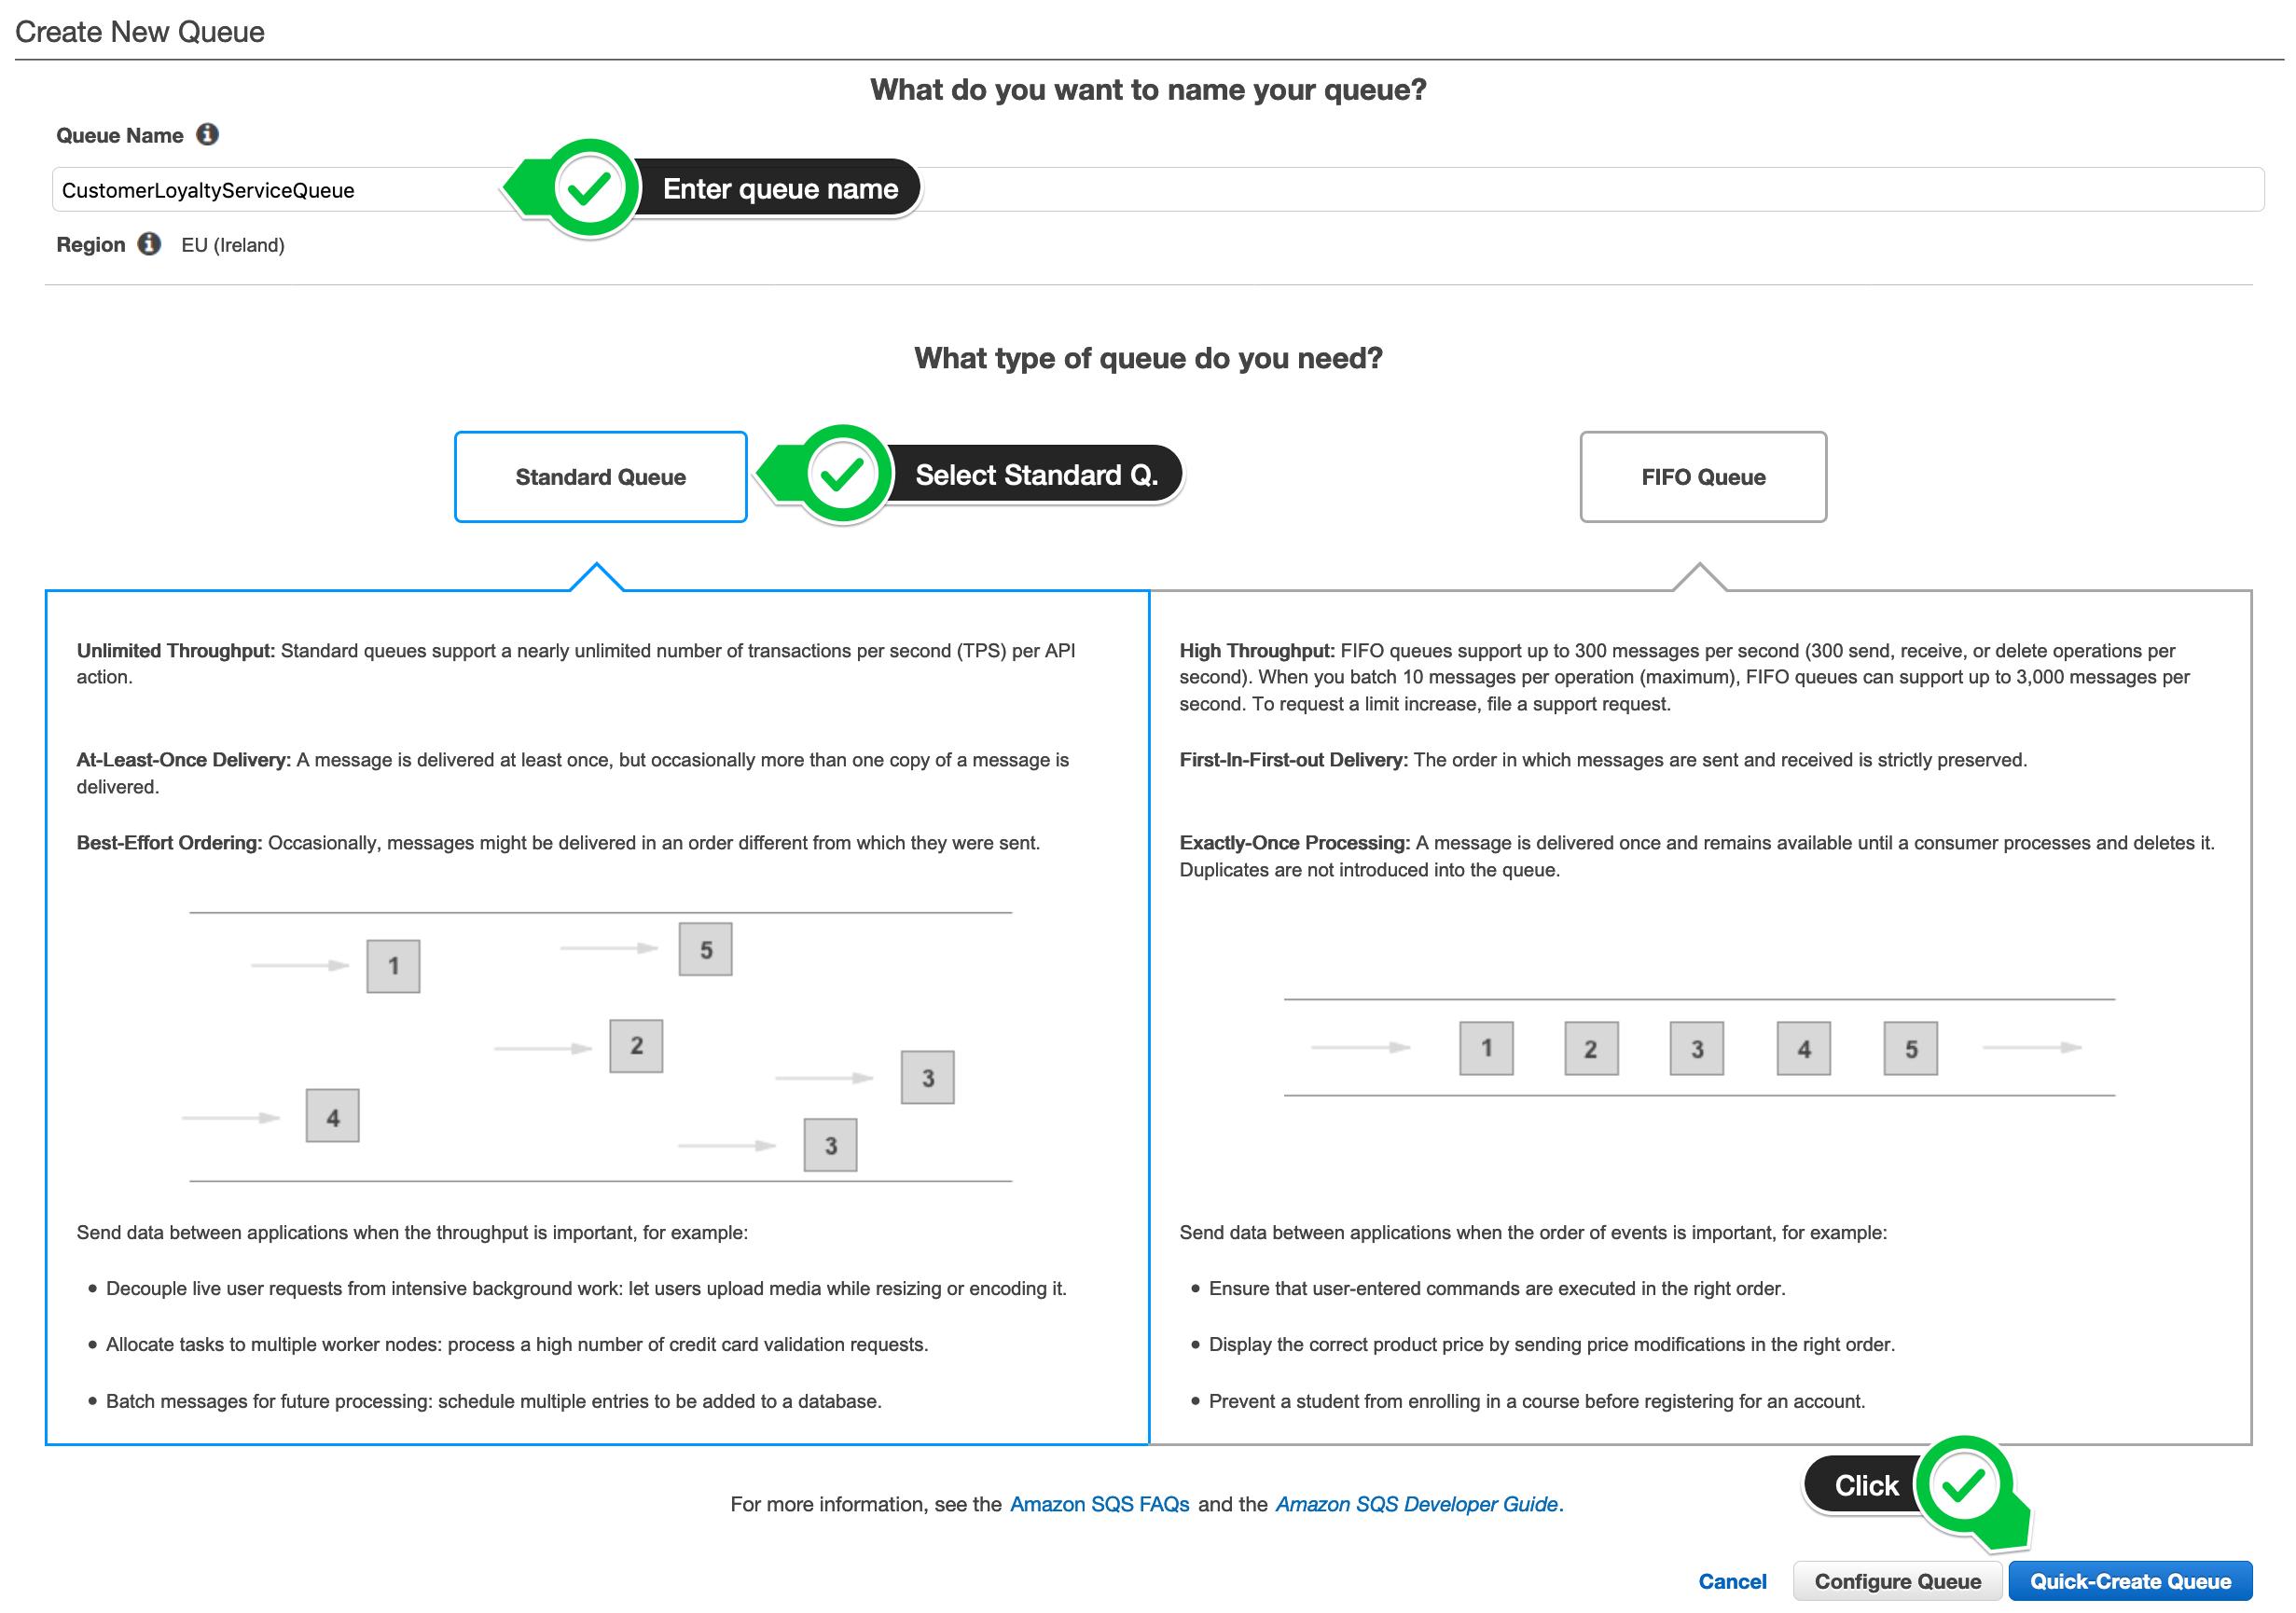 Create New Queue
What do you want to name your queue?
Queue Name
CustomerLoyaltyServiceQueue
Enter queue name
Region EU (Ireland)
What type of queue do you need?
Standard Queue
Select Standard Q.
FIFO Queue
Unlimited Throughput: Standard queues support a nearly unlimited number of transactions per second (TPS) per API
action.
At-Least-Once Delivery: A message is delivered at least once, but occasionally more than one copy of a message is
delivered.
Best-Effort Ordering: Occasionally, messages might be delivered in an order different from which they were sent.
1
5
2
3
4
3
Send data between applications when the throughput is important, for example:
• Decouple live user requests from intensive background work: let users upload media while resizing or encoding it.
• Allocate tasks to multiple worker nodes: process a high number of credit card validation requests.
• Batch messages for future processing: schedule multiple entries to be added to a database.
High Throughput: FIFO queues support up to 300 messages per second (300 send, receive, or delete operations per
second). When you batch 10 messages per operation (maximum), FIFO queues can support up to 3,000 messages per
second. To request a limit increase, file a support request.
First-In-First-out Delivery: The order in which messages are sent and received is strictly preserved.
Exactly-Once Processing: A message is delivered once and remains available until a consumer processes and deletes it.
Duplicates are not introduced into the queue.
1 2 3 4 5
Send data between applications when the order of events is important, for example:
• Ensure that user-entered commands are executed in the right order.
• Display the correct product price by sending price modifications in the right order.
• Prevent a student from enrolling in a course before registering for an account.
Click
For more information, see the Amazon SQS FAQs and the Amazon SQS Developer Guide.
Cancel
Configure Queue
Quick-Create Queue